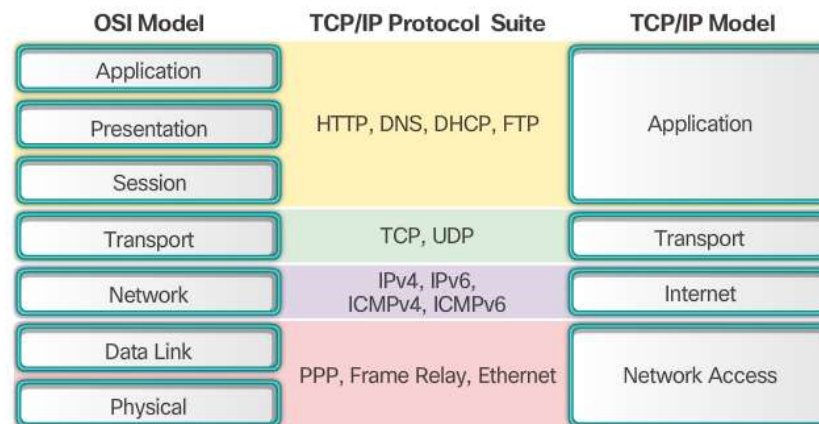 OSI Model
TCP/IP Protocol Suite
TCP/IP Model
Application
Presentation
Session
HTTP, DNS, DHCP, FTP
Application
Transport
TCP, UDP
Transport
Network
IPv4, IPv6,
ICMPv4, ICMPv6
Internet
Data Link
Physical
PPP, Frame Relay, Ethernet
Network Access